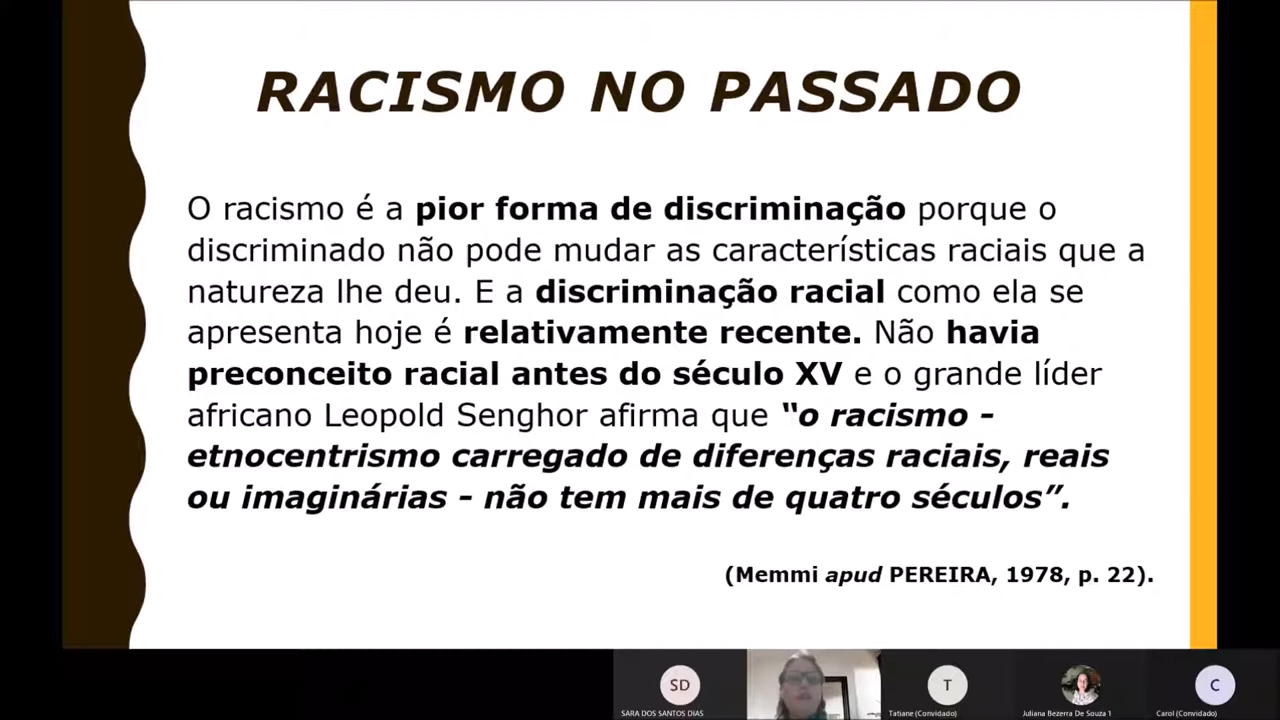 RACISMO NO PASSADO
O racismo é a pior forma de discriminação porque o
discriminado não pode mudar as características raciais que a
natureza lhe deu. E a discriminação racial como ela se
apresenta hoje é relativamente recente. Não havia
preconceito racial antes do século XV e o grande líder
africano Leopold Senghor afirma que “o racismo -
etnocentrismo carregado de diferenças raciais, reais
ou imaginárias - não tem mais de quatro séculos”.
(Memmi apud PEREIRA, 1978, p. 22).
SD
T
C
SARA DOS SANTOS DIAS
Tatiane (Convidado)
Juliana Bezerra De Souza 1
Carol (Convidado)